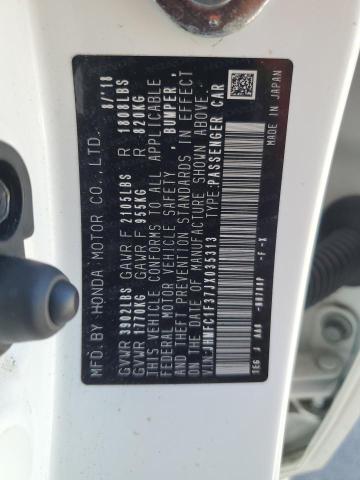 MFD.BY HONDA MOTOR CO.,LTD. 8/'18
GVWR 3902LBS GAWR F 2105LBS R 1808LBS
GVWR 1770KG GAWR F 955KG R 820KG
THIS VEHICLE CONFORMS TO ALL APPLICABLE
FEDERAL MOTOR VEHICLE SAFETY, BUMPER,
AND THEFT PREVENTION STANDARDS IN EFFECT
ON THE DATE OF MANUFACTURE SHOWN ABOVE.
VIN:JHMFC1F377JX035313 TYPE:PASSENGER CAR
MADE IN JAPAN